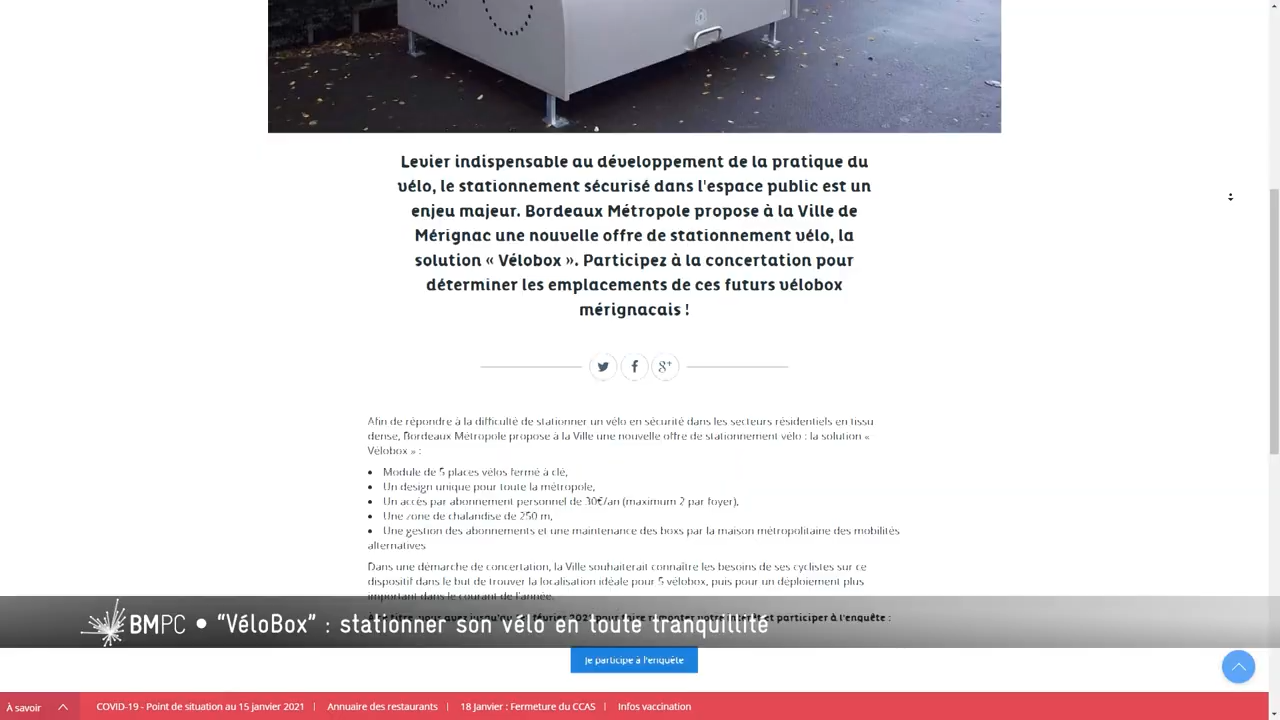 Levier indispensable au développement de la pratique du
vélo, le stationnement sécurisé dans l'espace public est un
enjeu majeur. Bordeaux Métropole propose à la Ville de
Mérignac une nouvelle offre de stationnement vélo, la
solution « Vélobox ». Participez à la concertation pour
déterminer les emplacements de ces futurs vélobox
mérignacais !
Afin de répondre à la difficulté de stationner un vélo en sécurité dans les secteurs résidentiels en tissu
dense, Bordeaux Métropole propose à la Ville une nouvelle offre de stationnement vélo : la solution «
Vélobox » :
• Module de 5 places vélos fermé à clé,
• Un design unique pour toute la métropole,
• Un accès par abonnement personnel de 30€/an (maximum 2 par foyer),
• Une zone de chalandise de 250 m,
• Une gestion des abonnements et une maintenance des boxs par la maison métropolitaine des mobilités
alternatives
Dans une démarche de concertation, la Ville souhaiterait connaître les besoins de ses cyclistes sur ce
dispositif dans le but de trouver la localisation idéale pour 5 vélobox, puis pour un déploiement plus
important dans le courant de l'année.
février 202 pour faire remonter votre intérêt et participer à l'enquête :
BMPC • "VéloBox" : stationner son vélo en toute tranquillité
Je participe à l'enquête
À savoir
COVID-19 - Point de situation au 15 janvier 2021 | Annuaire des restaurants | 18 Janvier : Fermeture du CCAS | Infos vaccination